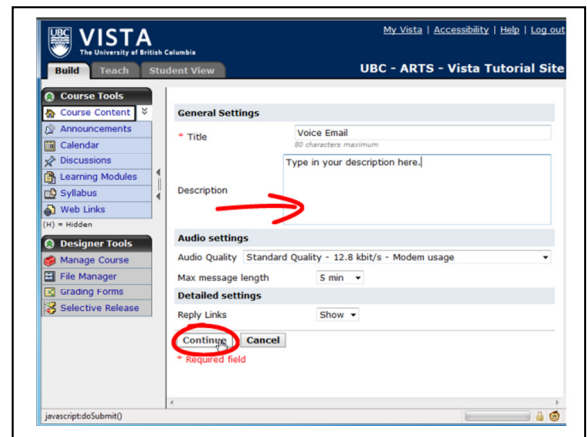 UBC
VISTA
The University of British Columbia
My Vista | Accessibility | Help | Log out
Build Teach Student View
UBC - ARTS - Vista Tutorial Site
Course Tools
Course Content
Announcements
Calendar
Discussions
Learning Modules
Syllabus
Web Links
(H) = Hidden
Designer Tools
Manage Course
File Manager
Grading Forms
Selective Release
General Settings
* Title Voice Email
80 characters maximum
Description Type in your description here.
Audio settings
Audio Quality Standard Quality - 12.8 kbit/s - Modem usage
Max message length 5 min
Detailed settings
Reply Links Show
Continue Cancel
* Required field
javascript:doSubmit()